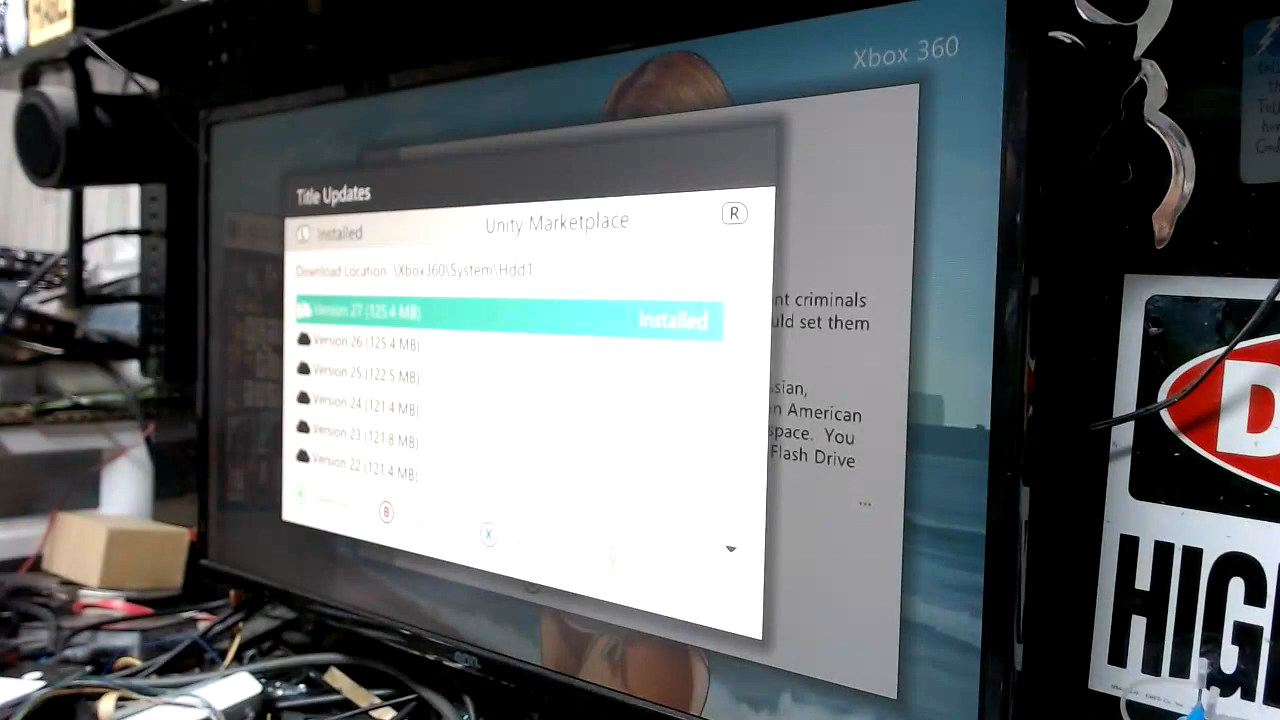 Xbox 360
Title Updates
Installed
Unity Marketplace
R
Download Location: \Xbox360\System\Hdd1
Version 27 (125.4 MB)
Installed
Version 26 (125.4 MB)
Version 25 (122.5 MB)
Version 24 (121.4 MB)
Version 23 (121.8 MB)
Version 22 (121.4 MB)
B
X
nt criminals
uld set them
sian,
n American
space. You
Flash Drive
...
D
HIG